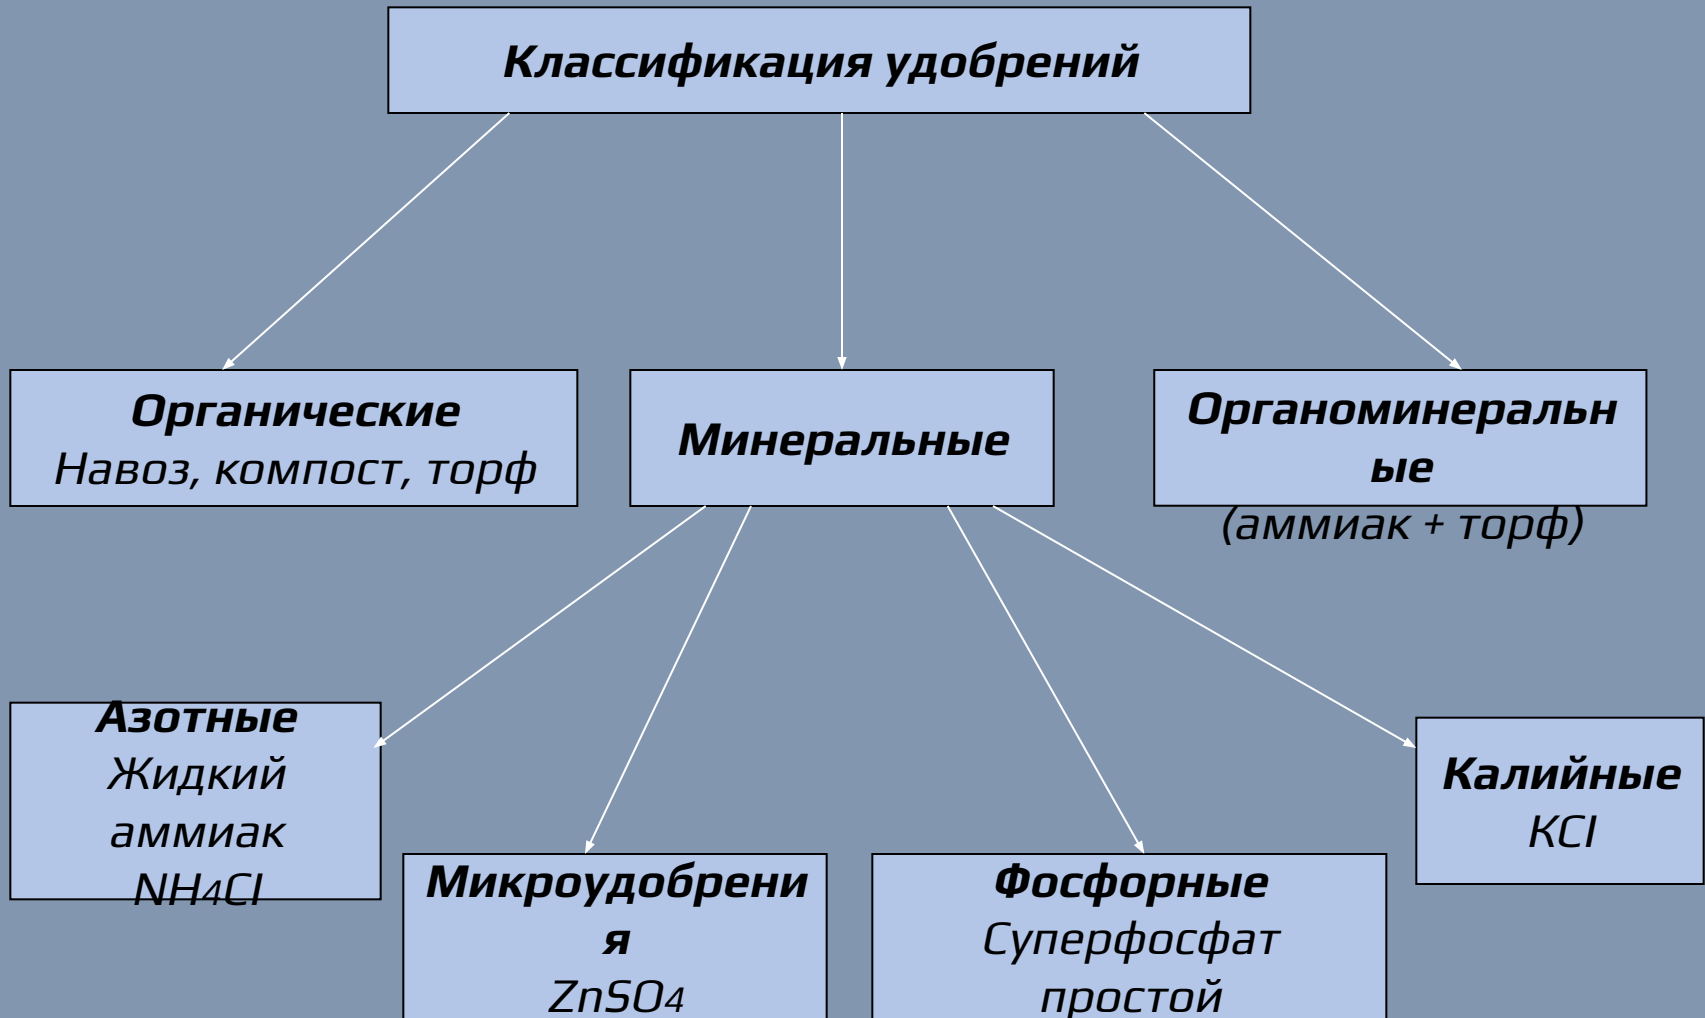 Классификация удобрений
Органические
Навоз, компост, торф
Минеральные
Органоминеральн
ые
(аммиак + торф)
Азотные
Жидкий
аммиак
NH4Cl
Микроудобрени
я
ZnSO4
Фосфорные
Суперфосфат
простой
Калийные
KCl